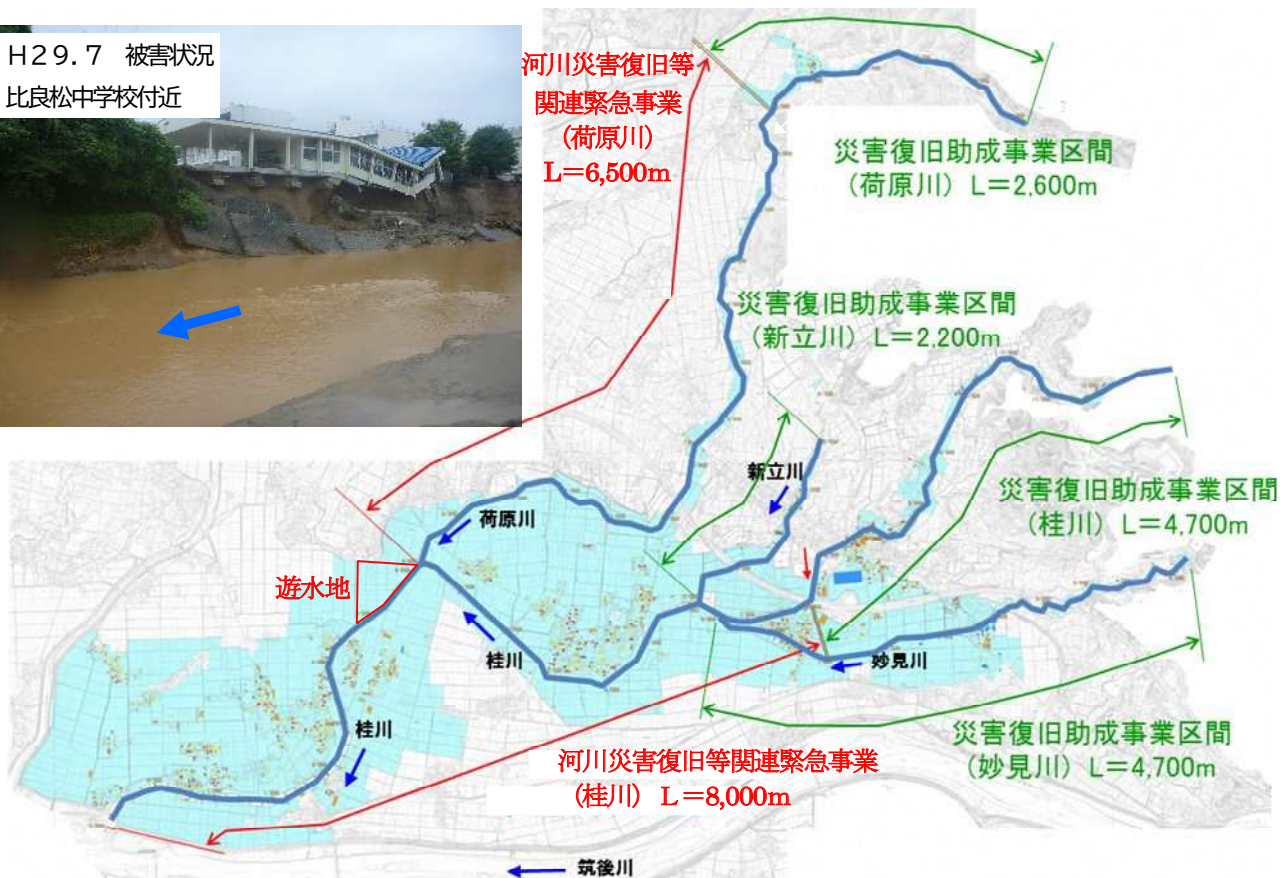 H29.7 被害状況
比良松中学校付近
河川災害復旧等
関連緊急事業
(荷原川)
L=6,500m
災害復旧助成事業区間
(荷原川) L=2,600m
災害復旧助成事業区間
(新立川) L=2,200m
新立川
災害復旧助成事業区間
(桂川) L=4,700m
荷原川
遊水地
桂川
妙見川
桂川
災害復旧助成事業区間
(妙見川) L=4,700m
河川災害復旧等関連緊急事業
(桂川) L=8,000m
筑後川